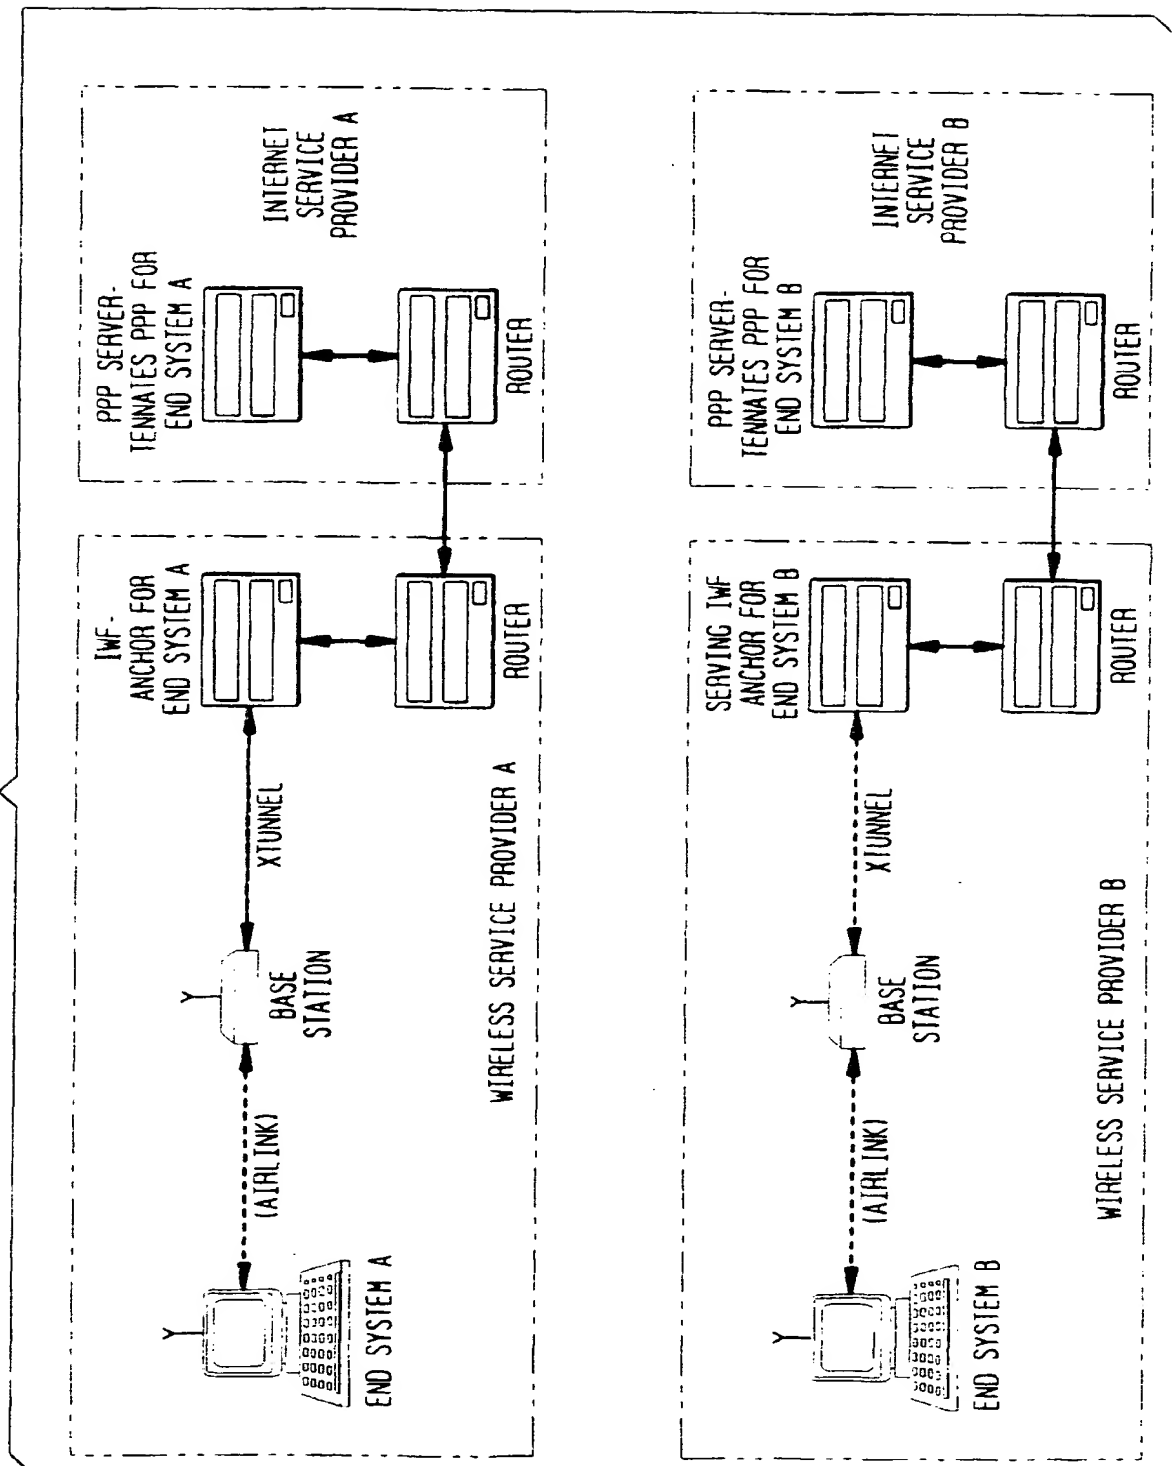 END SYSTEM A
(AIRLINK)
BASE
STATION
XTUNNEL
IWF-
ANCHOR FOR
END SYSTEM A
ROUTER
WIRELESS SERVICE PROVIDER A
PPP SERVER-
TENNATES PPP FOR
END SYSTEM A
ROUTER
INTERNET
SERVICE
PROVIDER A
END SYSTEM B
(AIRLINK)
BASE
STATION
XTUNNEL
SERVING IWF
ANCHOR FOR
END SYSTEM B
ROUTER
WIRELESS SERVICE PROVIDER B
PPP SERVER-
TENNATES PPP FOR
END SYSTEM B
ROUTER
INTERNET
SERVICE
PROVIDER B